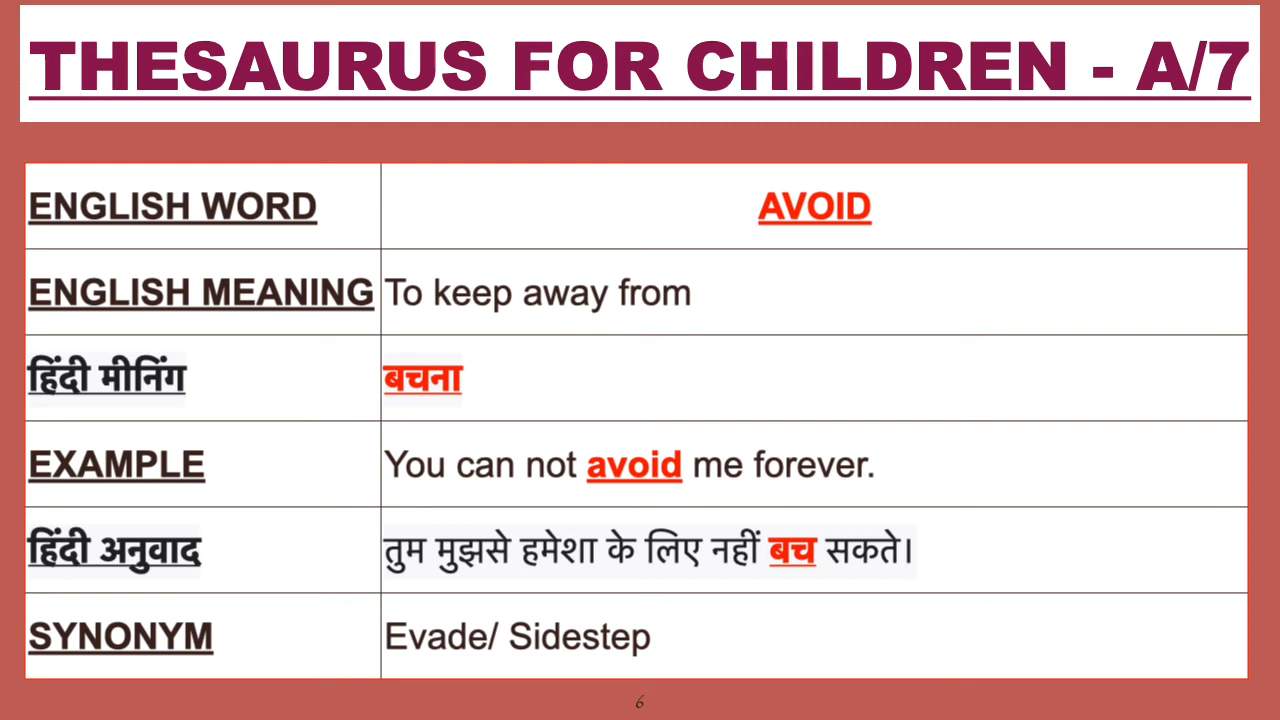 THESAURUS FOR CHILDREN - A/7
ENGLISH WORD AVOID
ENGLISH MEANING To keep away from
हिंदी मीनिंग बचना
EXAMPLE You can not avoid me forever.
हिंदी अनुवाद तुम मुझसे हमेशा के लिए नहीं बच सकते।
SYNONYM Evade/ Sidestep
6